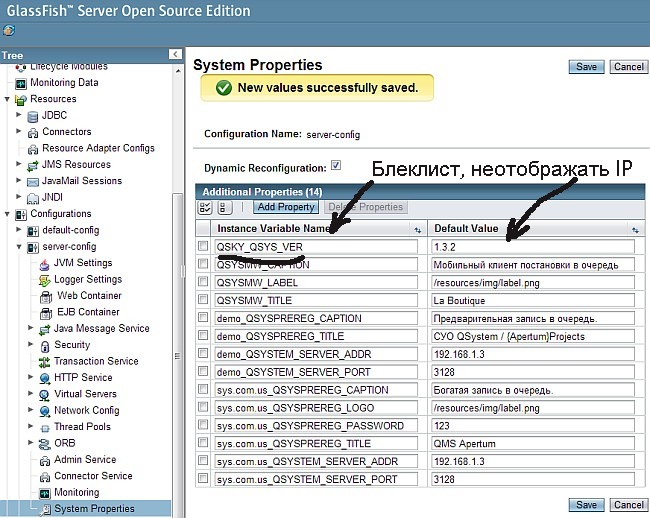 GlassFish™ Server Open Source Edition
Tree
Lifecycle Modules
Monitoring Data
Resources
JDBC
Connectors
Resource Adapter Configs
JMS Resources
JavaMail Sessions
JNDI
Configurations
default-config
server-config
JVM Settings
Logger Settings
Web Container
EJB Container
Java Message Service
Security
Transaction Service
HTTP Service
Virtual Servers
Network Config
Thread Pools
ORB
Admin Service
Connector Service
Monitoring
System Properties
System Properties
Save Cancel
New values successfully saved.
Configuration Name: server-config
Dynamic Reconfiguration:
Блеклист, неотображать IP
Additional Properties (14)
Add Property Delete Properties
Instance Variable Name Default Value
QSKY_QSYS_VER 1.3.2
QSYSMW_CAPTION Мобильный клиент постановки в очередь
QSYSMW_LABEL /resources/img/label.png
QSYSMW_TITLE La Boutique
demo_QSYSPREREG_CAPTION Предварительная запись в очередь.
demo_QSYSPREREG_TITLE СУО QSystem / {Apertum}Projects
demo_QSYSTEM_SERVER_ADDR 192.168.1.3
demo_QSYSTEM_SERVER_PORT 3128
sys.com.us_QSYSPREREG_CAPTION Богатая запись в очередь.
sys.com.us_QSYSPREREG_LOGO /resources/img/label.png
sys.com.us_QSYSPREREG_PASSWORD 123
sys.com.us_QSYSPREREG_TITLE QMS Apertum
sys.com.us_QSYSTEM_SERVER_ADDR 192.168.1.3
sys.com.us_QSYSTEM_SERVER_PORT 3128
Save Cancel